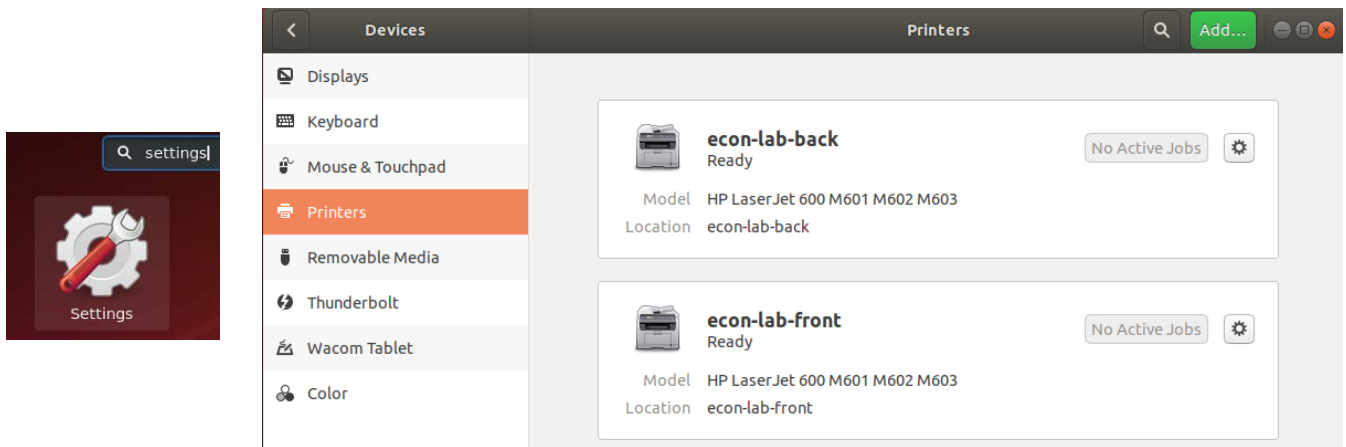 settings
Settings
Devices
Printers
Add...
Displays
Keyboard
Mouse & Touchpad
Printers
Removable Media
Thunderbolt
Wacom Tablet
Color
econ-lab-back
Ready
No Active Jobs
Model HP LaserJet 600 M601 M602 M603
Location econ-lab-back
econ-lab-front
Ready
No Active Jobs
Model HP LaserJet 600 M601 M602 M603
Location econ-lab-front